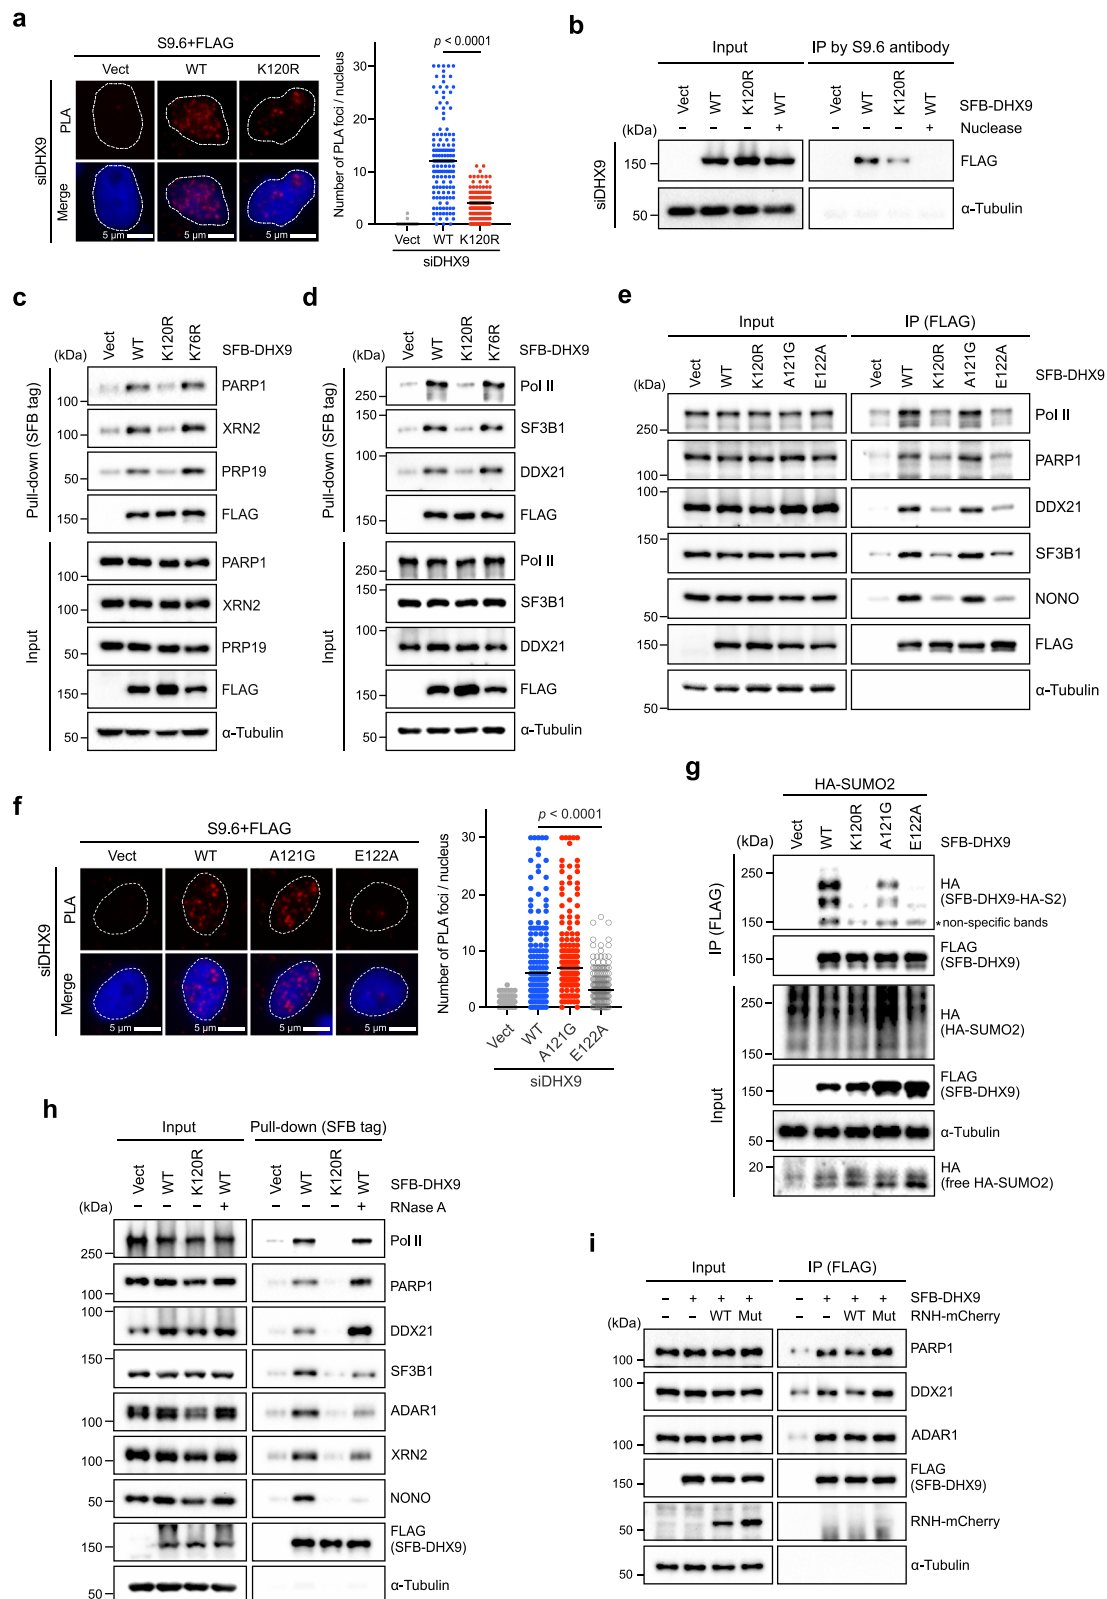 a
S9.6+FLAG
Vect WT K120R
siDHX9
PLA
Merge
5 µm 5 µm 5 µm
p < 0.0001
Number of PLA foci / nucleus
30
20
10
0
Vect WT K120R
siDHX9
b
Input IP by S9.6 antibody
Vect WT K120R WT Vect WT K120R WT SFB-DHX9
(kDa) − − − + − − − + Nuclease
siDHX9
150 FLAG
50 α-Tubulin
c
Vect WT K120R K76R
(kDa) SFB-DHX9
Pull-down (SFB tag)
100 PARP1
100 XRN2
50 PRP19
150 FLAG
Input
100 PARP1
100 XRN2
50 PRP19
150 FLAG
50 α-Tubulin
d
Vect WT K120R K76R
(kDa) SFB-DHX9
Pull-down (SFB tag)
250 Pol II
150 SF3B1
100 DDX21
150 FLAG
Input
250 Pol II
150 SF3B1
100 DDX21
150 FLAG
50 α-Tubulin
e
Input IP (FLAG)
Vect WT K120R A121G E122A Vect WT K120R A121G E122A
(kDa) SFB-DHX9
250 Pol II
100 PARP1
100 DDX21
150 SF3B1
50 NONO
150 FLAG
50 α-Tubulin
f
S9.6+FLAG
Vect WT A121G E122A
siDHX9
PLA
Merge
5 µm 5 µm 5 µm 5 µm
p < 0.0001
Number of PLA foci / nucleus
30
20
10
0
Vect WT A121G E122A
siDHX9
g
HA-SUMO2
Vect WT K120R A121G E122A
(kDa) SFB-DHX9
IP (FLAG)
250 HA
(SFB-DHX9-HA-S2)
150 * non-specific bands
150 FLAG
(SFB-DHX9)
Input
250 HA
(HA-SUMO2)
150
150 FLAG
(SFB-DHX9)
50 α-Tubulin
20 HA
(free HA-SUMO2)
h
Input Pull-down (SFB tag)
Vect WT K120R WT Vect WT K120R WT SFB-DHX9
(kDa) − − − + − − − + RNase A
250 Pol II
100 PARP1
100 DDX21
150 SF3B1
100 ADAR1
100 XRN2
50 NONO
150 FLAG
(SFB-DHX9)
50 α-Tubulin
i
Input IP (FLAG)
− + + + − + + + SFB-DHX9
(kDa) − − WT Mut − − WT Mut RNH-mCherry
100 PARP1
100 DDX21
100 ADAR1
150 FLAG
(SFB-DHX9)
50 RNH-mCherry
50 α-Tubulin